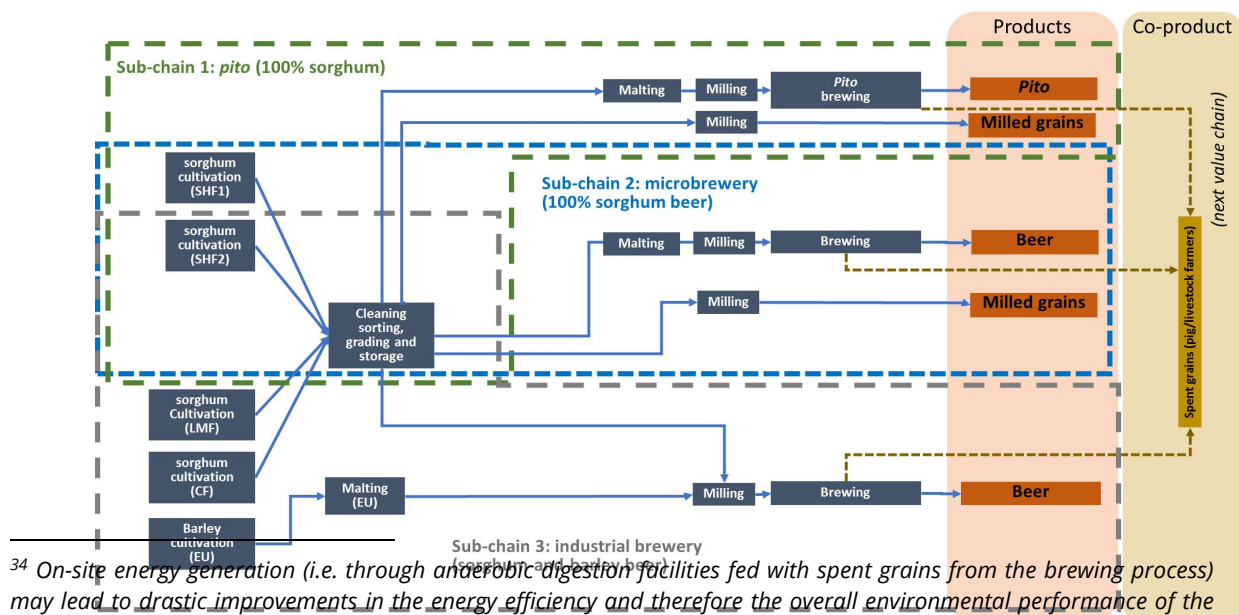 Products
Co-product
Sub-chain 1: pito (100% sorghum)
Malting
Milling
Pito
brewing
Pito
Milling
Milled grains
(next value chain)
sorghum
cultivation
(SHF1)
Sub-chain 2: microbrewery
(100% sorghum beer)
sorghum
cultivation
(SHF2)
Malting
Milling
Brewing
Beer
Spent grains (pig/livestock farmers)
Cleaning
sorting,
grading and
storage
Milling
Milled grains
sorghum
Cultivation
(LMF)
sorghum
cultivation
(CF)
Malting
(EU)
Milling
Brewing
Beer
Barley
cultivation
(EU)
Sub-chain 3: industrial brewery
(sorghum and barley beer)
34 On-site energy generation (i.e. through anaerobic digestion facilities fed with spent grains from the brewing process)
may lead to drastic improvements in the energy efficiency and therefore the overall environmental performance of the